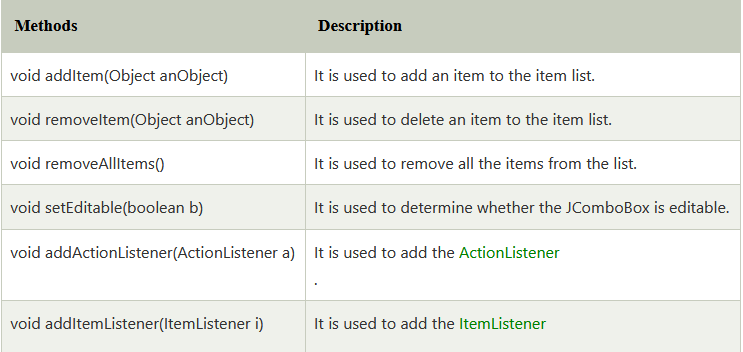 Methods Description
void addItem(Object anObject) It is used to add an item to the item list.
void removeItem(Object anObject) It is used to delete an item to the item list.
void removeAllItems() It is used to remove all the items from the list.
void setEditable(boolean b) It is used to determine whether the JComboBox is editable.
void addActionListener(ActionListener a) It is used to add the ActionListener
.
void addItemListener(ItemListener i) It is used to add the ItemListener